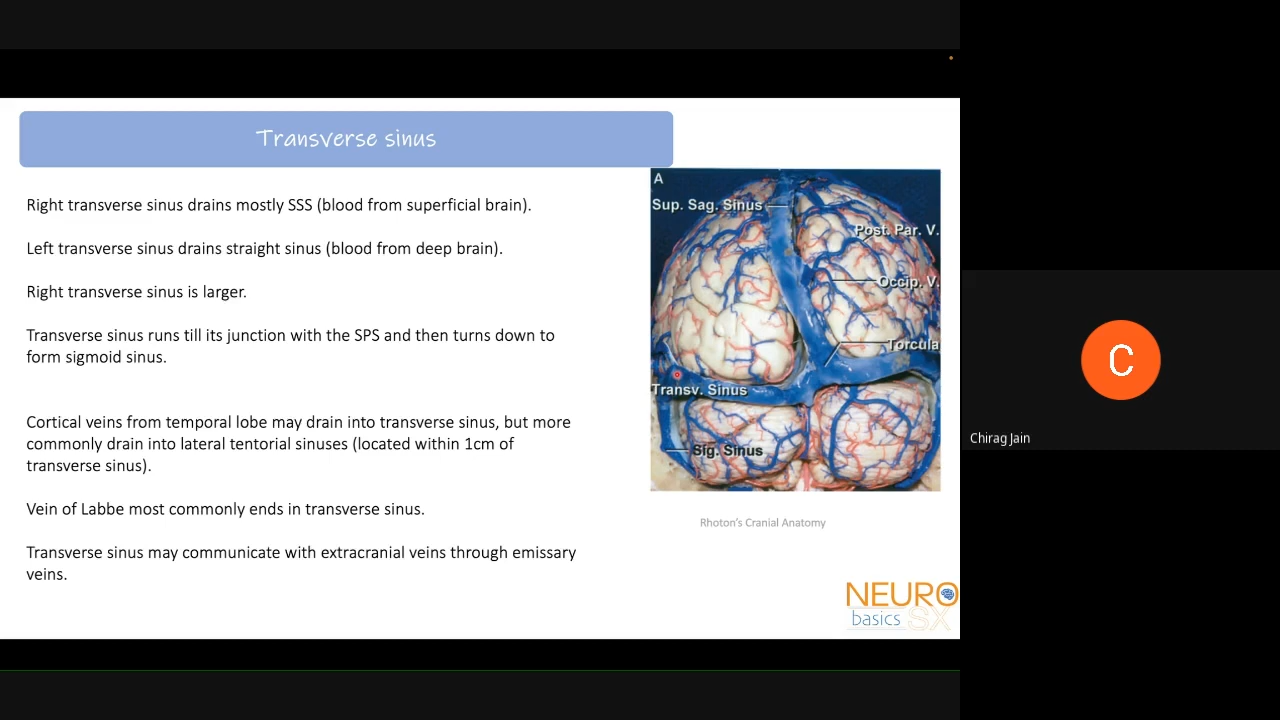 Transverse sinus
Right transverse sinus drains mostly SSS (blood from superficial brain).
Left transverse sinus drains straight sinus (blood from deep brain).
Right transverse sinus is larger.
Transverse sinus runs till its junction with the SPS and then turns down to
form sigmoid sinus.
Cortical veins from temporal lobe may drain into transverse sinus, but more
commonly drain into lateral tentorial sinuses (located within 1cm of
transverse sinus).
Vein of Labbe most commonly ends in transverse sinus.
Transverse sinus may communicate with extracranial veins through emissary
veins.
A
Sup. Sag. Sinus
Post. Par. V.
Occip. V.
Torcula
Transv. Sinus
Sig. Sinus
Rhoton's Cranial Anatomy
NEURO
basics SX
C
Chirag Jain